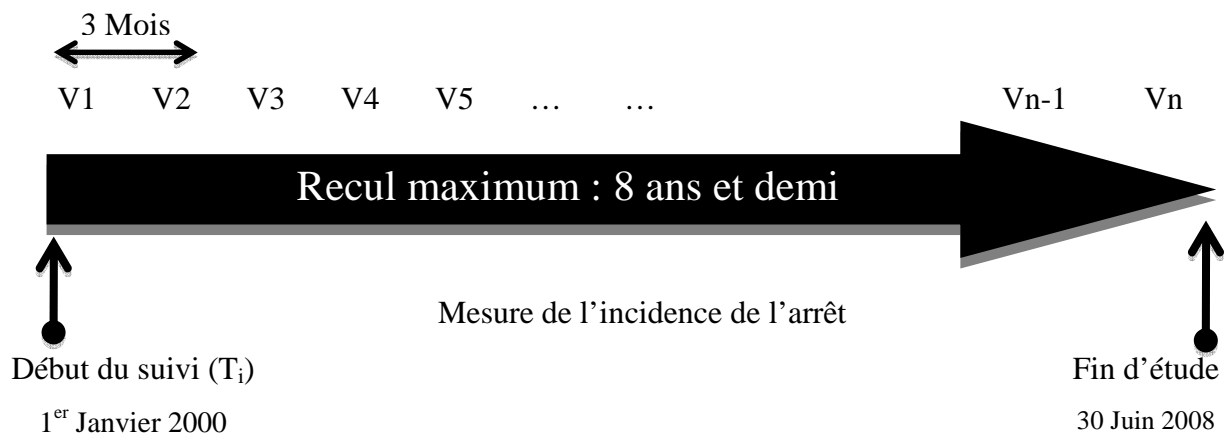 3 Mois
V1 V2 V3 V4 V5 … … Vn-1 Vn
Recul maximum : 8 ans et demi
Mesure de l’incidence de l’arrêt
Début du suivi (Ti) Fin d’étude
1er Janvier 2000 30 Juin 2008